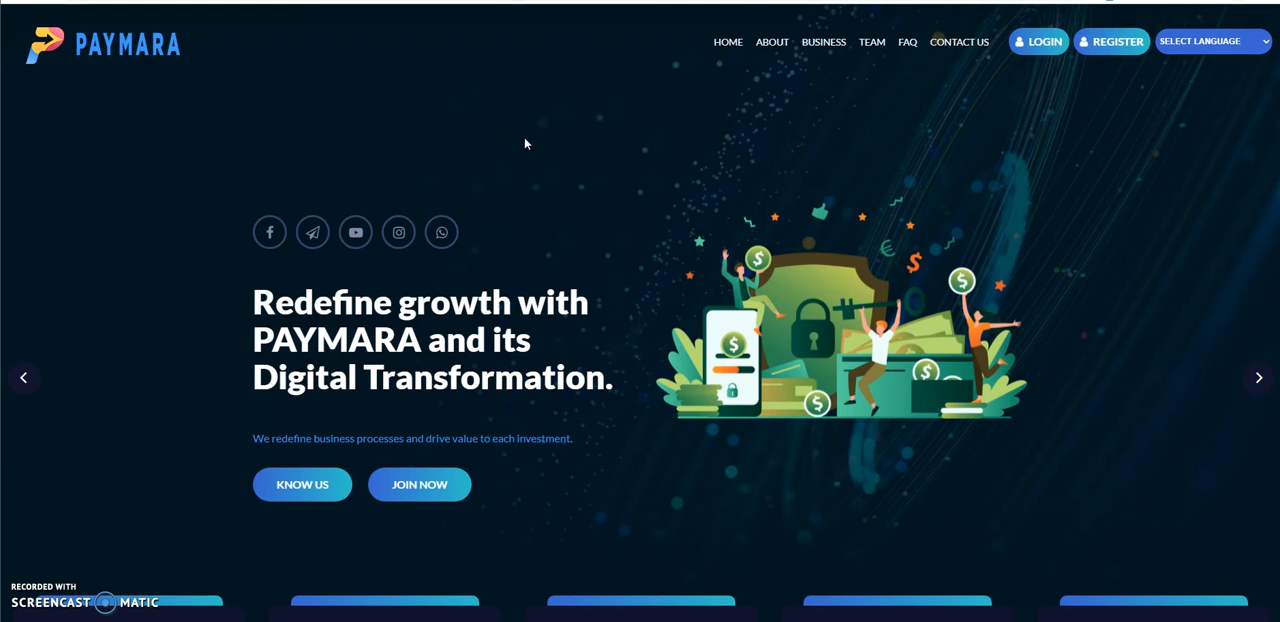 PAYMARA
HOME ABOUT BUSINESS TEAM FAQ CONTACT US LOGIN REGISTER SELECT LANGUAGE
Redefine growth with
PAYMARA and its
Digital Transformation.
We redefine business processes and drive value to each investment.
KNOW US JOIN NOW
RECORDED WITH
SCREENCAST MATIC